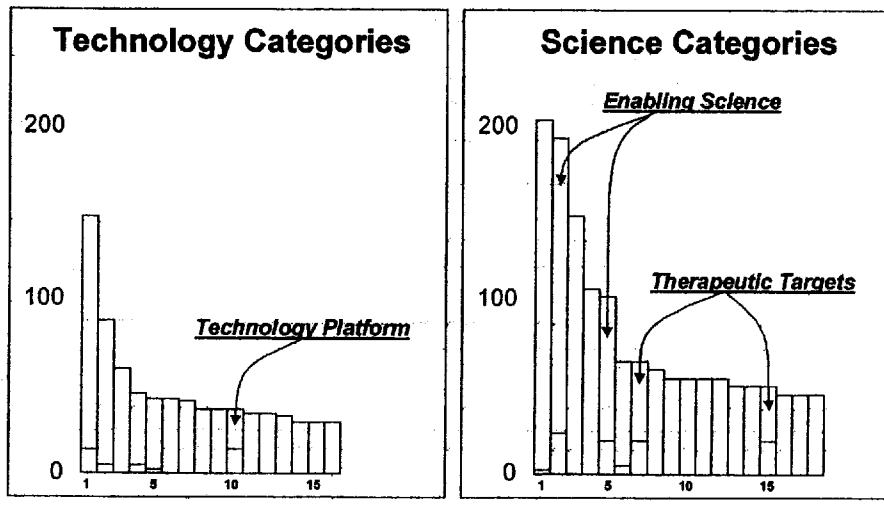 Technology Categories
200
100
0
Technology Platform
1
5
10
15
Science Categories
200
100
0
Enabling Science
Therapeutic Targets
1
5
10
15